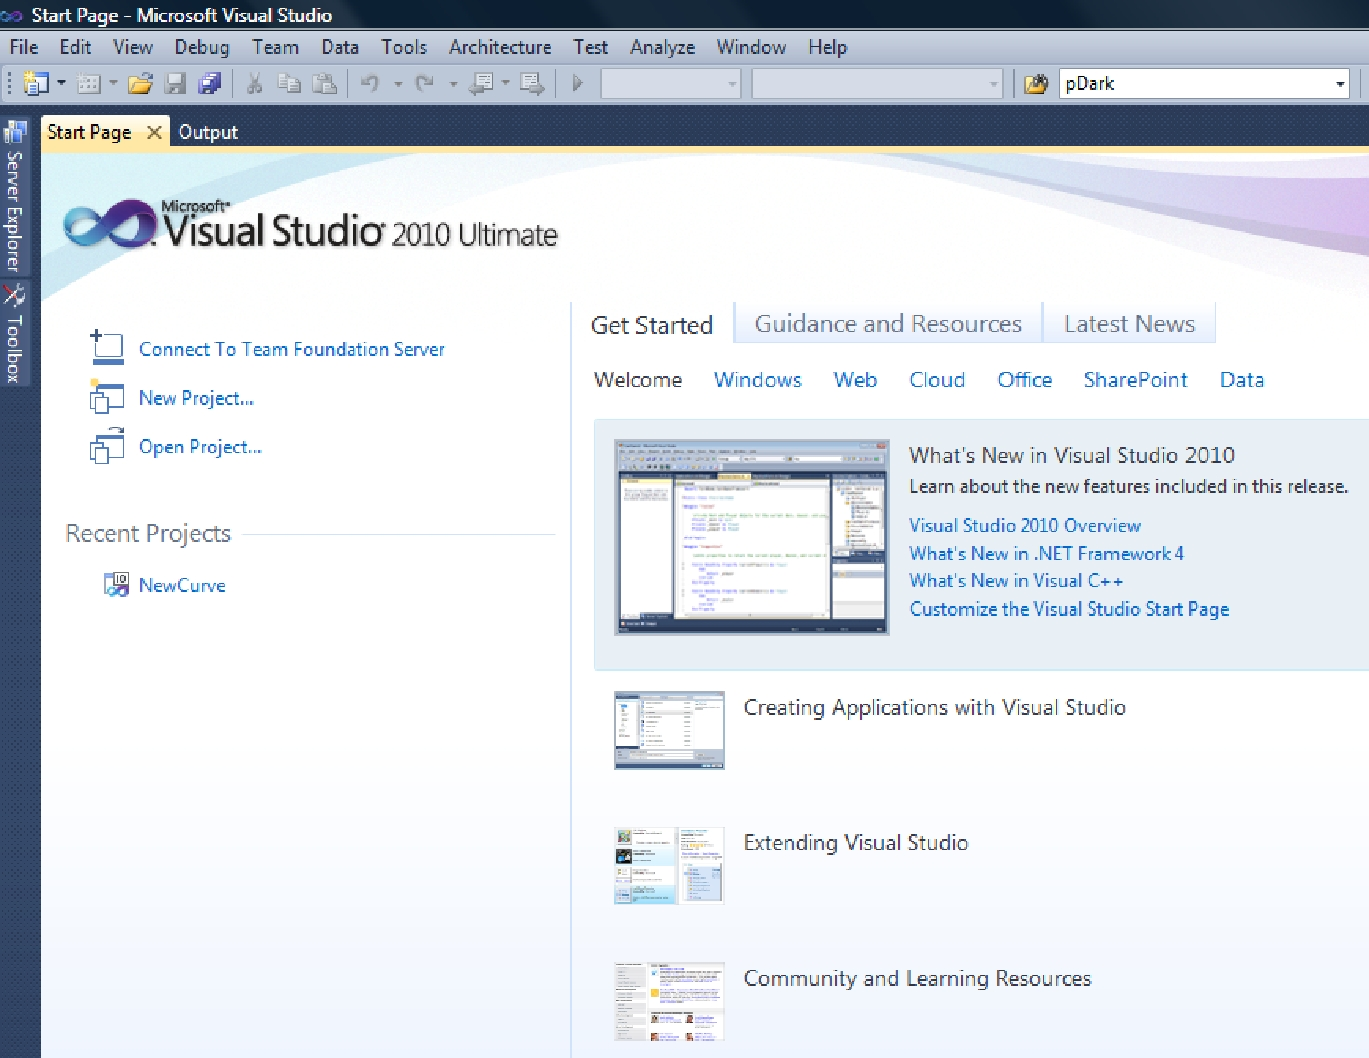 Start Page - Microsoft Visual Studio
File Edit View Debug Team Data Tools Architecture Test Analyze Window Help
pDark
Start Page Output
Server Explorer
Toolbox
Microsoft®
Visual Studio® 2010 Ultimate
Connect To Team Foundation Server
New Project...
Open Project...
Recent Projects
NewCurve
Get Started Guidance and Resources Latest News
Welcome Windows Web Cloud Office SharePoint Data
What's New in Visual Studio 2010
Learn about the new features included in this release.
Visual Studio 2010 Overview
What's New in .NET Framework 4
What's New in Visual C++
Customize the Visual Studio Start Page
Creating Applications with Visual Studio
Extending Visual Studio
Community and Learning Resources